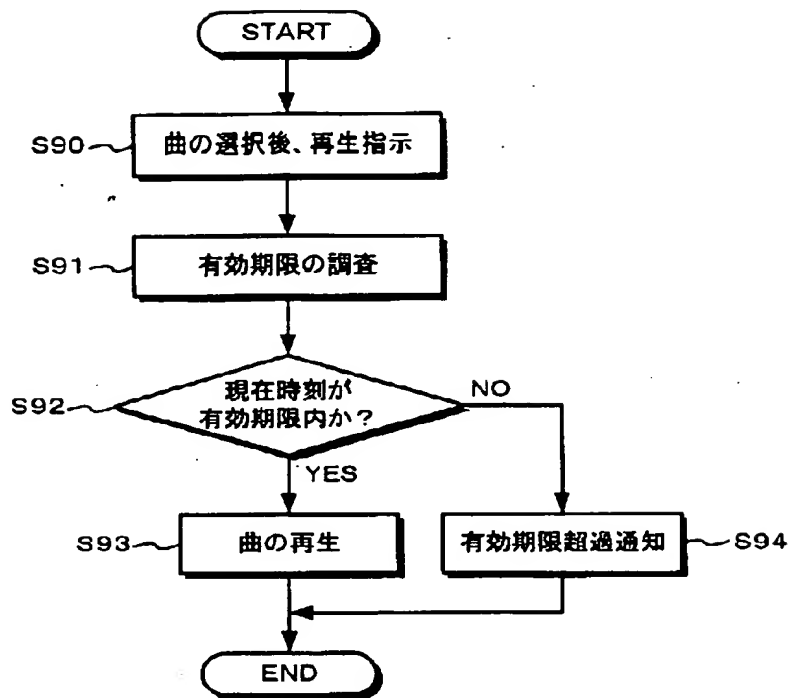 START
S90
曲の選択後、再生指示
S91
有効期限の調査
S92
現在時刻が
有効期限内か？
NO
YES
S93
曲の再生
有効期限超過通知
S94
END